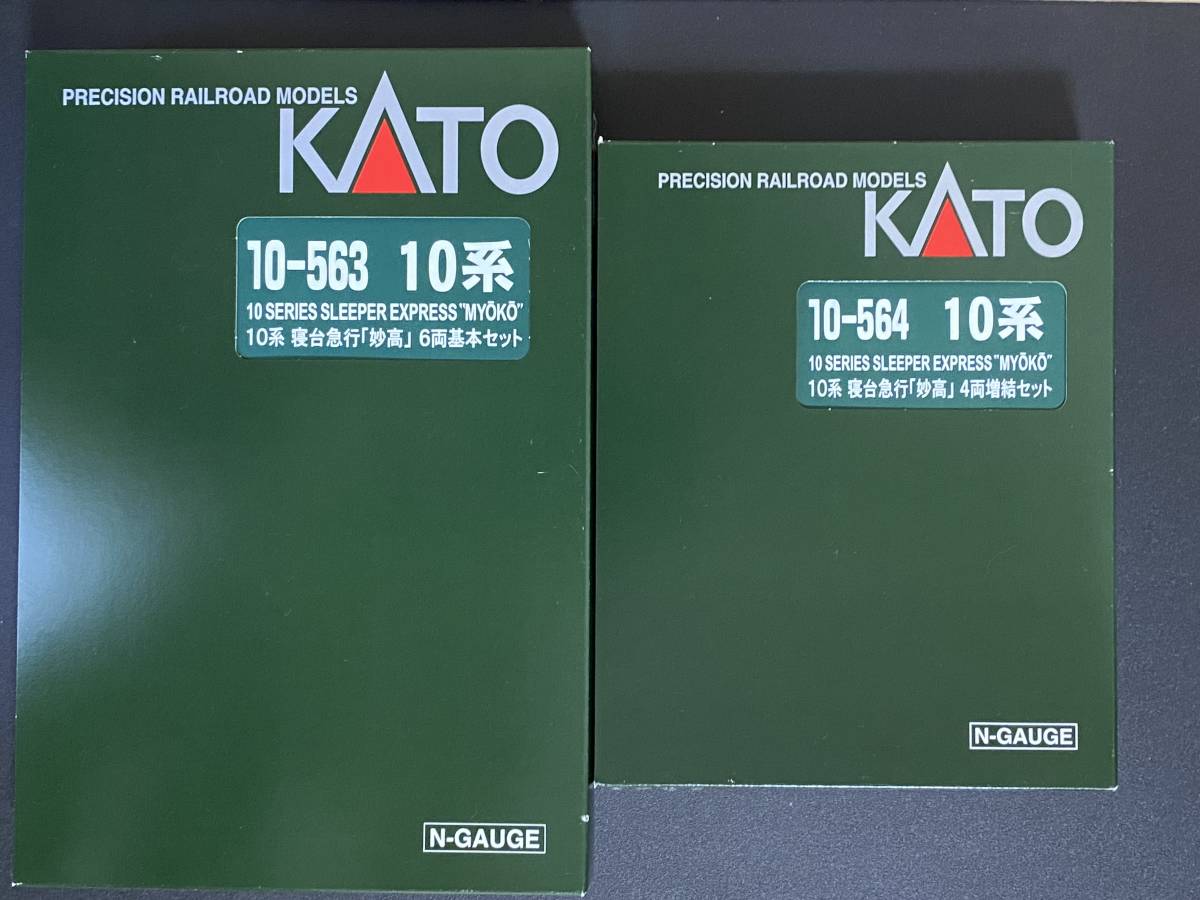 PRECISION RAILROAD MODELS
KATO
10-563 10系
10 SERIES SLEEPER EXPRESS "MYŌKŌ"
10系 寝台急行「妙高」 6両基本セット
N-GAUGE
PRECISION RAILROAD MODELS
KATO
10-564 10系
10 SERIES SLEEPER EXPRESS "MYŌKŌ"
10系 寝台急行「妙高」 4両増結セット
N-GAUGE